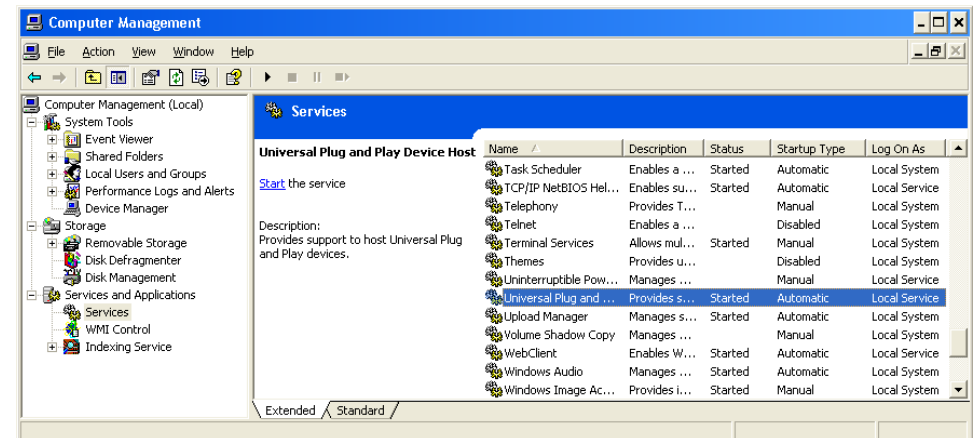 Computer Management
File Action View Window Help
Computer Management (Local)
System Tools
Event Viewer
Shared Folders
Local Users and Groups
Performance Logs and Alerts
Device Manager
Storage
Removable Storage
Disk Defragmenter
Disk Management
Services and Applications
Services
WMI Control
Indexing Service
Services
Universal Plug and Play Device Host
Start the service
Description:
Provides support to host Universal Plug
and Play devices.
Name Description Status Startup Type Log On As
Task Scheduler Enables a ... Started Automatic Local System
TCP/IP NetBIOS Hel... Enables su... Started Automatic Local Service
Telephony Provides T... Manual Local System
Telnet Enables a ... Disabled Local System
Terminal Services Allows mul... Started Manual Local System
Themes Provides u... Disabled Local System
Uninterruptible Pow... Manages ... Manual Local Service
Universal Plug and ... Provides s... Started Automatic Local Service
Upload Manager Manages s... Started Automatic Local System
Volume Shadow Copy Manages ... Manual Local System
WebClient Enables W... Started Automatic Local Service
Windows Audio Manages ... Started Automatic Local System
Windows Image Ac... Provides i... Started Manual Local System
Extended Standard